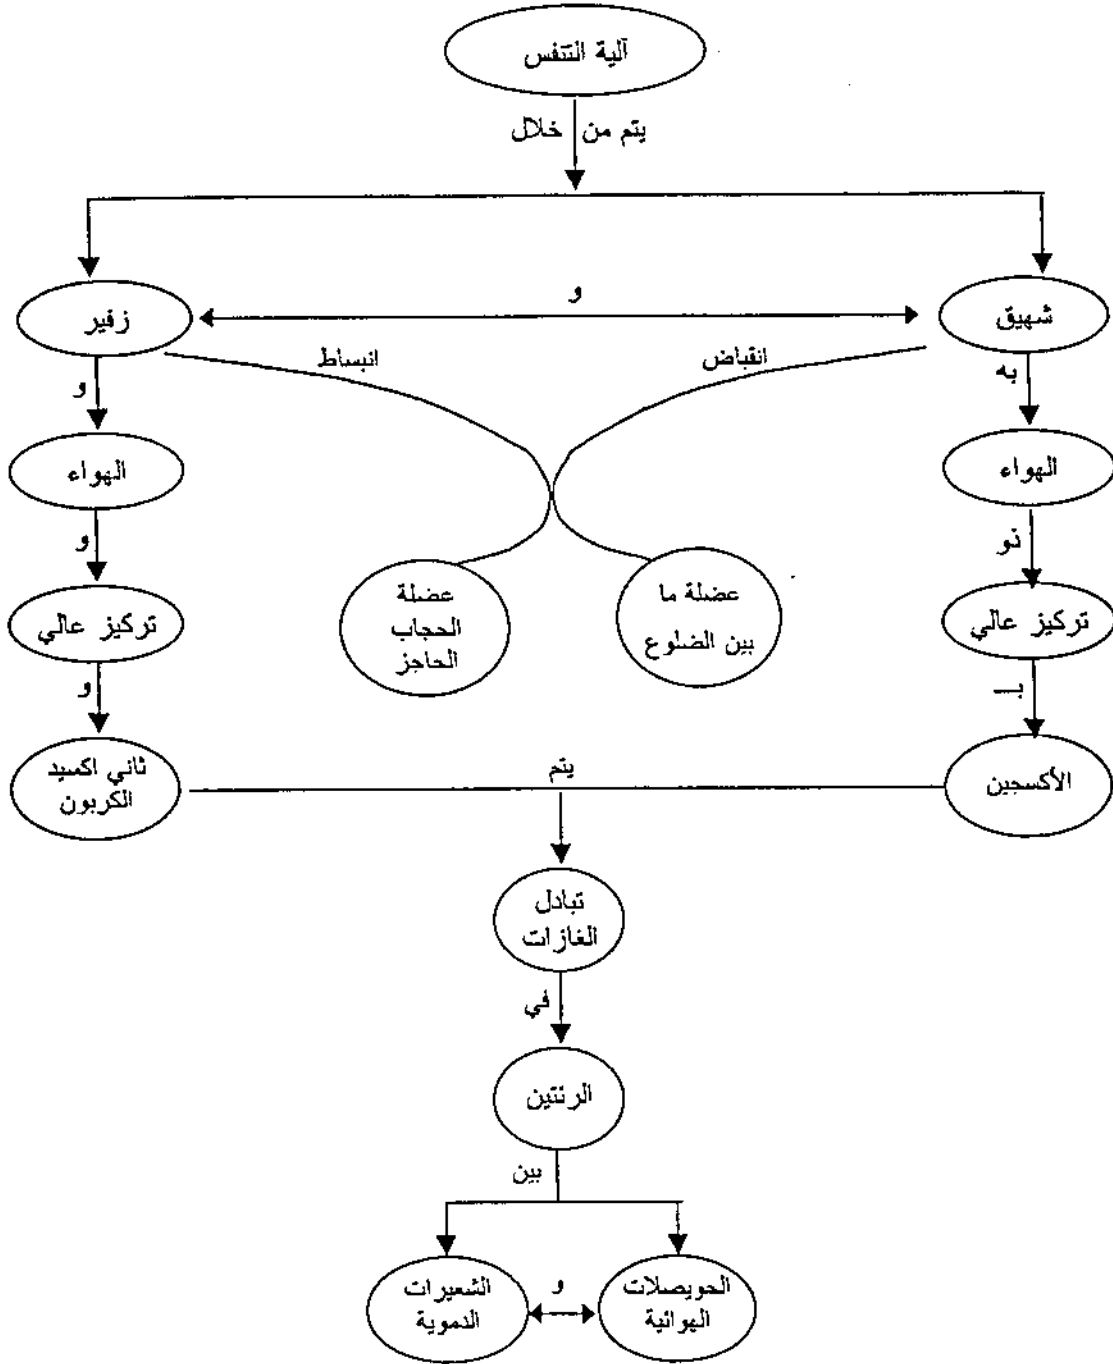 آلية التنفس
يتم من خلال
و
شهيق
زفير
انقباض
انبساط
به
و
الهواء
الهواء
ذو
و
تركيز عالي
تركيز عالي
عضلة ما
بين الضلوع
عضلة
الحجاب
الحاجز
بـ
و
الأكسجين
ثاني اكسيد
الكربون
يتم
تبادل
الغازات
في
الرئتين
بين
الحويصلات
الهوائية
و
الشعيرات
الدموية